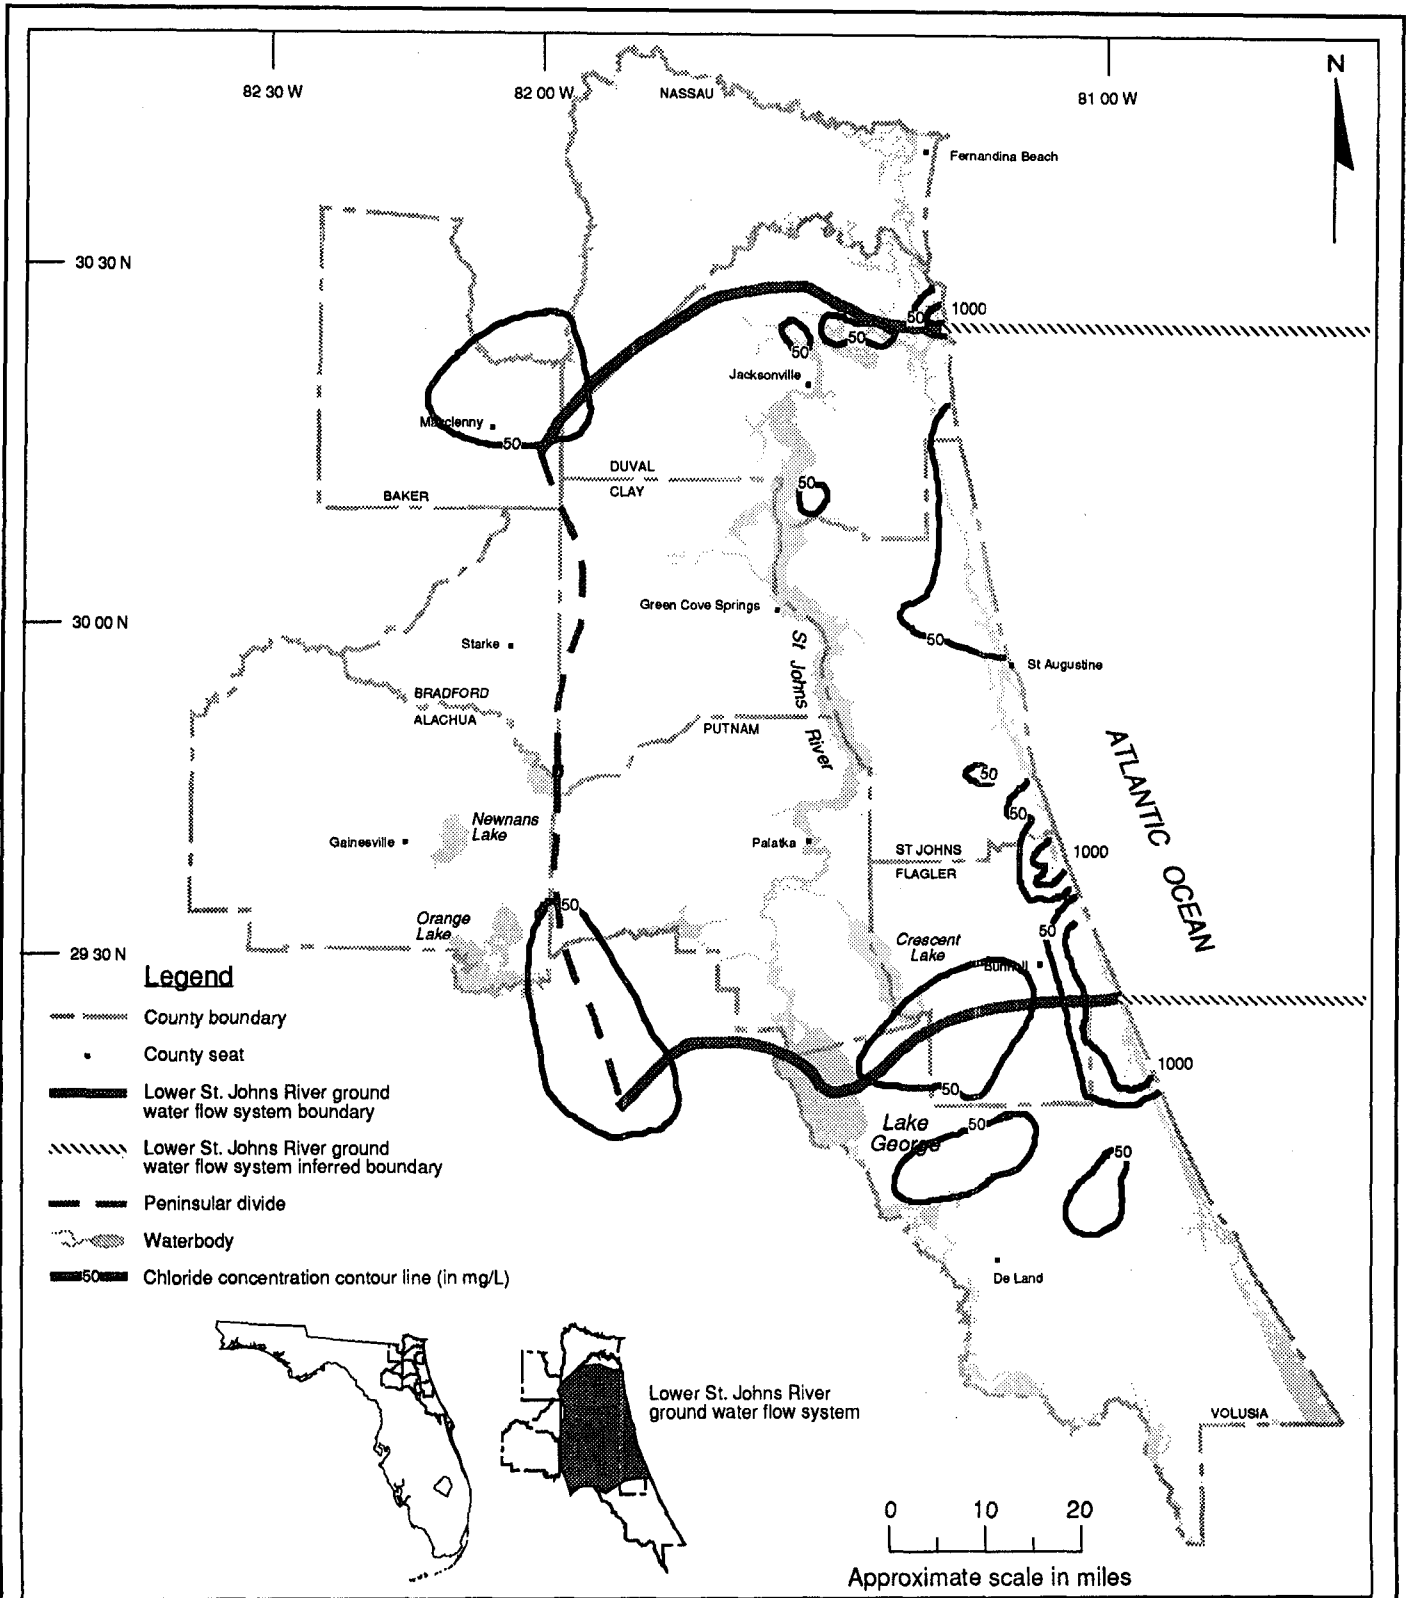 N
82 30 W
82 00 W
NASSAU
81 00 W
Fernandina Beach
30 30 N
50
1000
50
50
Jacksonville
Macclenny
50
DUVAL
CLAY
50
BAKER
Green Cove Springs
30 00 N
50
Starke
St Augustine
St Johns River
BRADFORD
ALACHUA
PUTNAM
ATLANTIC OCEAN
50
50
Newnans
Lake
Gainesville
Palatka
ST JOHNS
FLAGLER
1000
50
Orange
Lake
50
Crescent
Lake
Bunnell
29 30 N
Legend
County boundary
County seat
Lower St. Johns River ground
water flow system boundary
Lower St. Johns River ground
water flow system inferred boundary
Peninsular divide
Waterbody
50 Chloride concentration contour line (in mg/L)
1000
50
Lake
George
50
50
De Land
Lower St. Johns River
ground water flow system
VOLUSIA
0 10 20
Approximate scale in miles